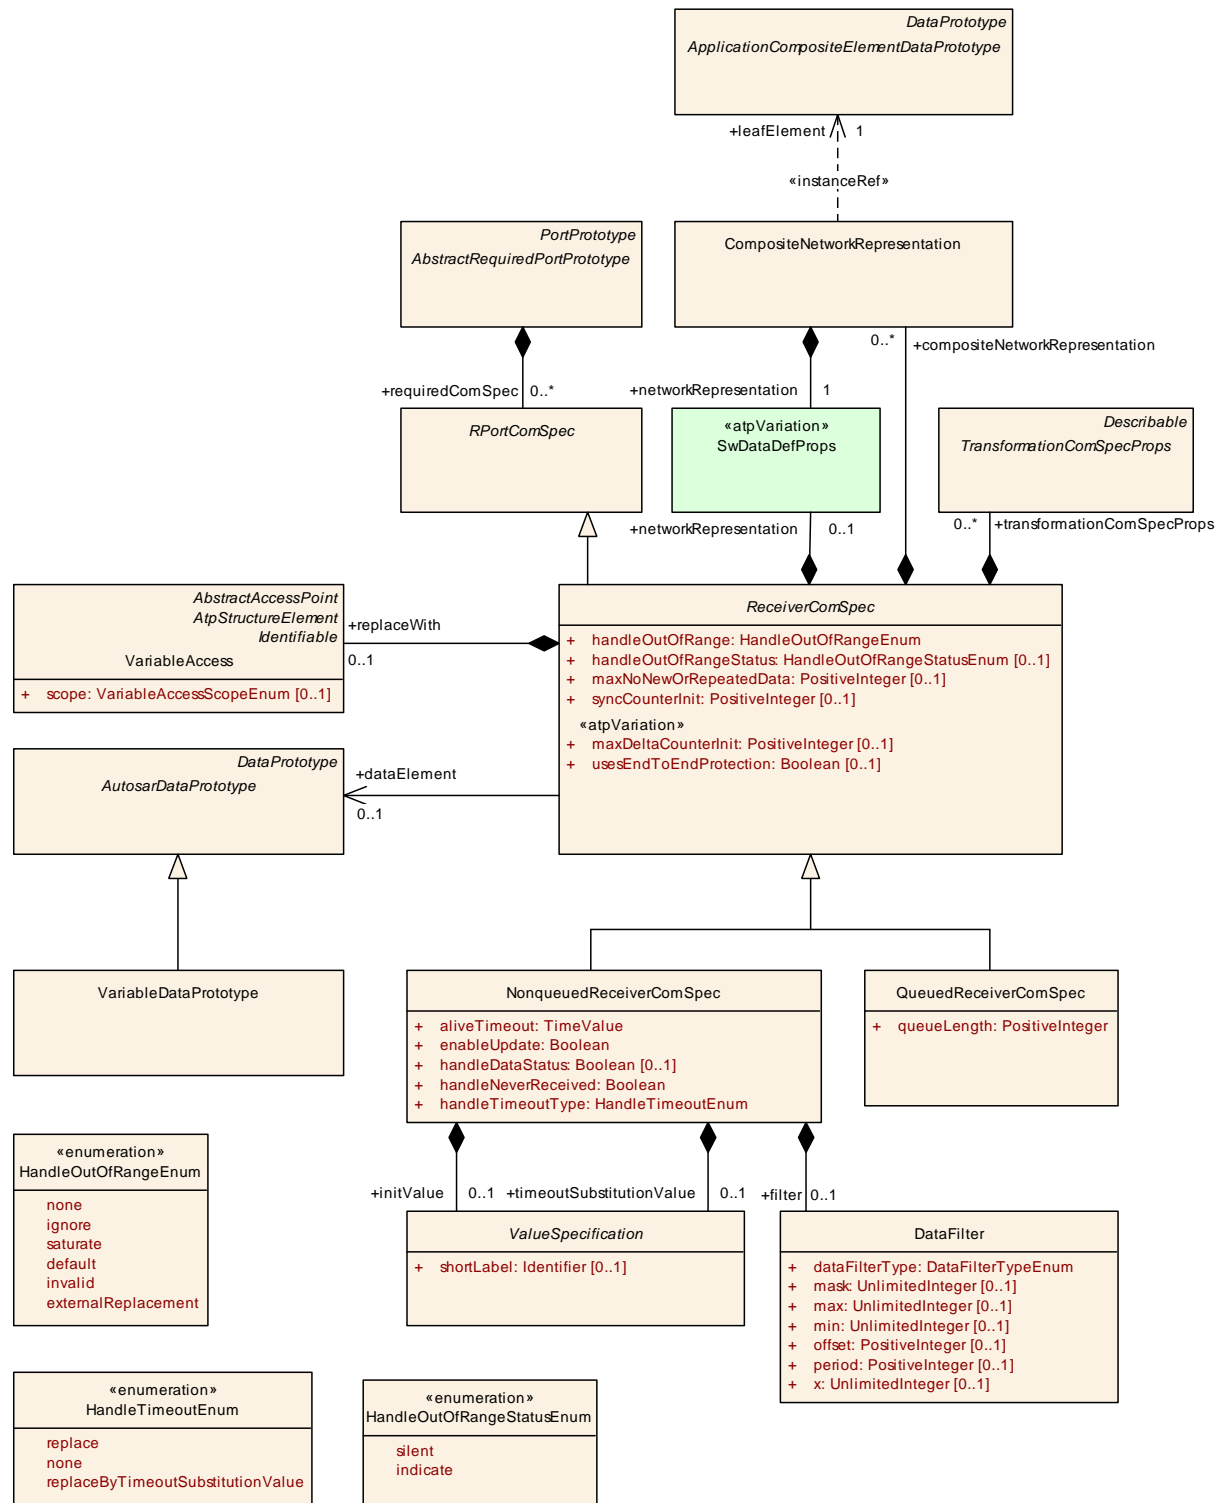 DataPrototype
ApplicationCompositeElementDataPrototype
+leafElement
1
«instanceRef»
PortPrototype
AbstractRequiredPortPrototype
CompositeNetworkRepresentation
0..*
+compositeNetworkRepresentation
+requiredComSpec
0..*
+networkRepresentation
1
RPortComSpec
«atpVariation»
SwDataDefProps
Describable
TransformationComSpecProps
+networkRepresentation
0..1
0..*
+transformationComSpecProps
AbstractAccessPoint
AtpStructureElement
Identifiable
VariableAccess
+ scope: VariableAccessScopeEnum [0..1]
+replaceWith
0..1
ReceiverComSpec
+ handleOutOfRange: HandleOutOfRangeEnum
+ handleOutOfRangeStatus: HandleOutOfRangeStatusEnum [0..1]
+ maxNoNewOrRepeatedData: PositiveInteger [0..1]
+ syncCounterInit: PositiveInteger [0..1]
«atpVariation»
+ maxDeltaCounterInit: PositiveInteger [0..1]
+ usesEndToEndProtection: Boolean [0..1]
DataPrototype
AutosarDataPrototype
+dataElement
0..1
VariableDataPrototype
NonqueuedReceiverComSpec
+ aliveTimeout: TimeValue
+ enableUpdate: Boolean
+ handleDataStatus: Boolean [0..1]
+ handleNeverReceived: Boolean
+ handleTimeoutType: HandleTimeoutEnum
QueuedReceiverComSpec
+ queueLength: PositiveInteger
«enumeration»
HandleOutOfRangeEnum
none
ignore
saturate
default
invalid
externalReplacement
+initValue
0..1
+timeoutSubstitutionValue
0..1
+filter
0..1
ValueSpecification
+ shortLabel: Identifier [0..1]
DataFilter
+ dataFilterType: DataFilterTypeEnum
+ mask: UnlimitedInteger [0..1]
+ max: UnlimitedInteger [0..1]
+ min: UnlimitedInteger [0..1]
+ offset: PositiveInteger [0..1]
+ period: PositiveInteger [0..1]
+ x: UnlimitedInteger [0..1]
«enumeration»
HandleTimeoutEnum
replace
none
replaceByTimeoutSubstitutionValue
«enumeration»
HandleOutOfRangeStatusEnum
silent
indicate